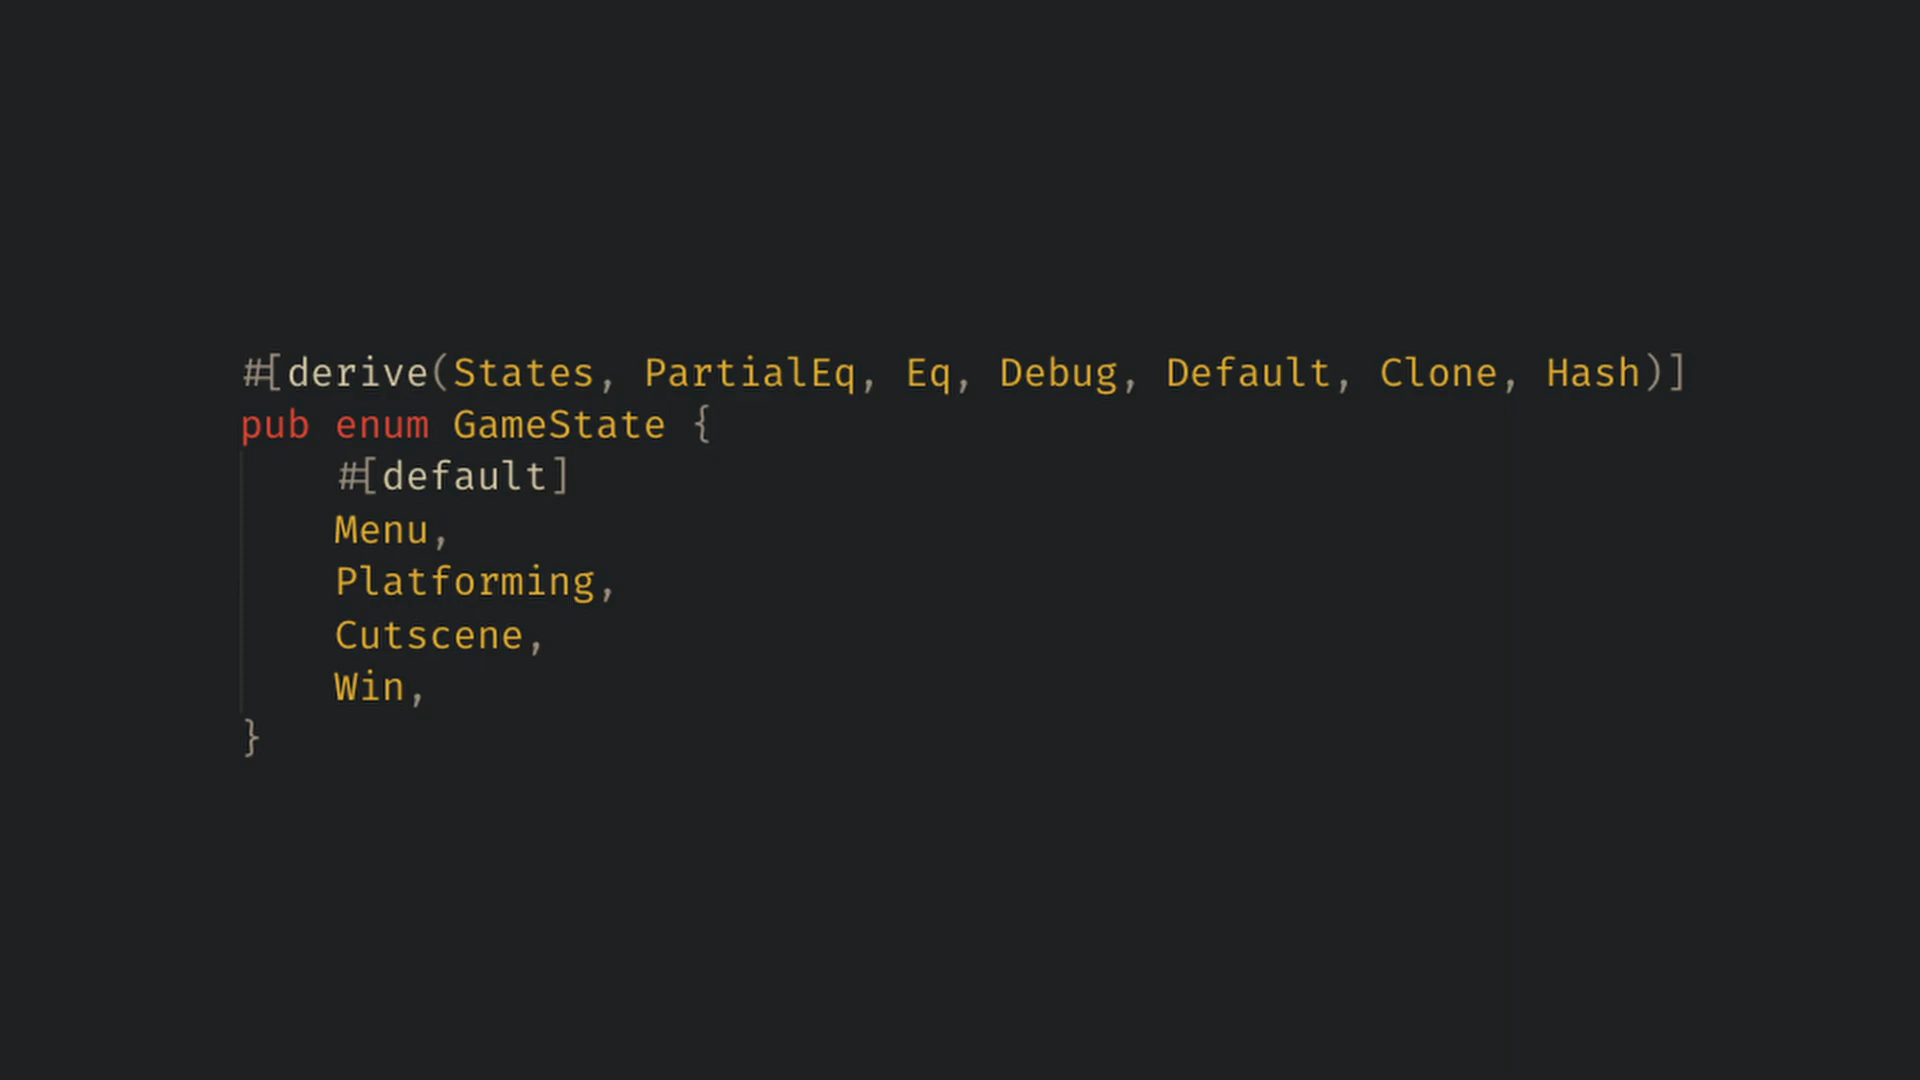 #[derive(States, PartialEq, Eq, Debug, Default, Clone, Hash)]
pub enum GameState {
    #[default]
    Menu,
    Platforming,
    Cutscene,
    Win,
}